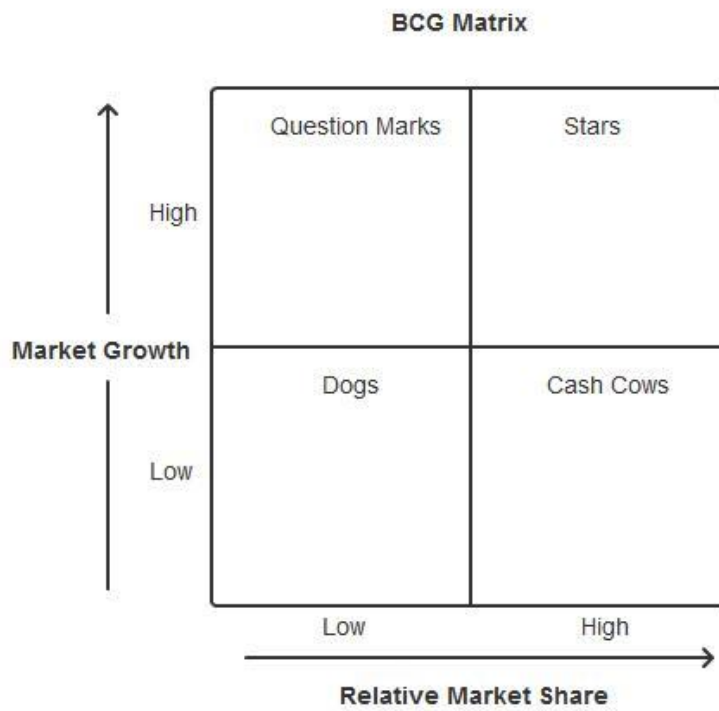 BCG Matrix
Question Marks
Stars
High
Market Growth
Dogs
Cash Cows
Low
Low
High
Relative Market Share